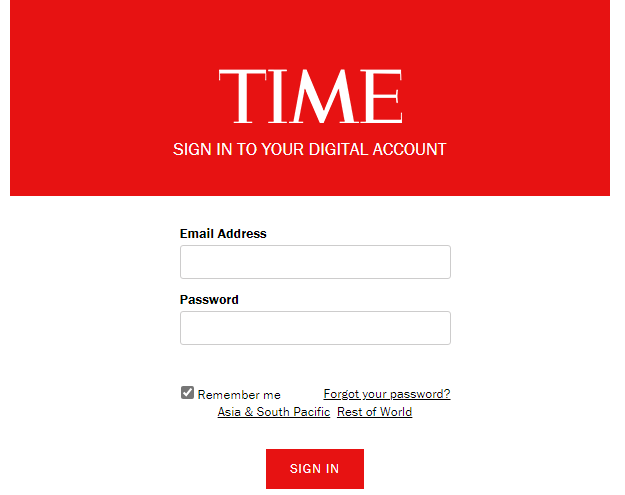 TIME
SIGN IN TO YOUR DIGITAL ACCOUNT
Email Address
Password
Remember me Forgot your password?
Asia & South Pacific Rest of World
SIGN IN